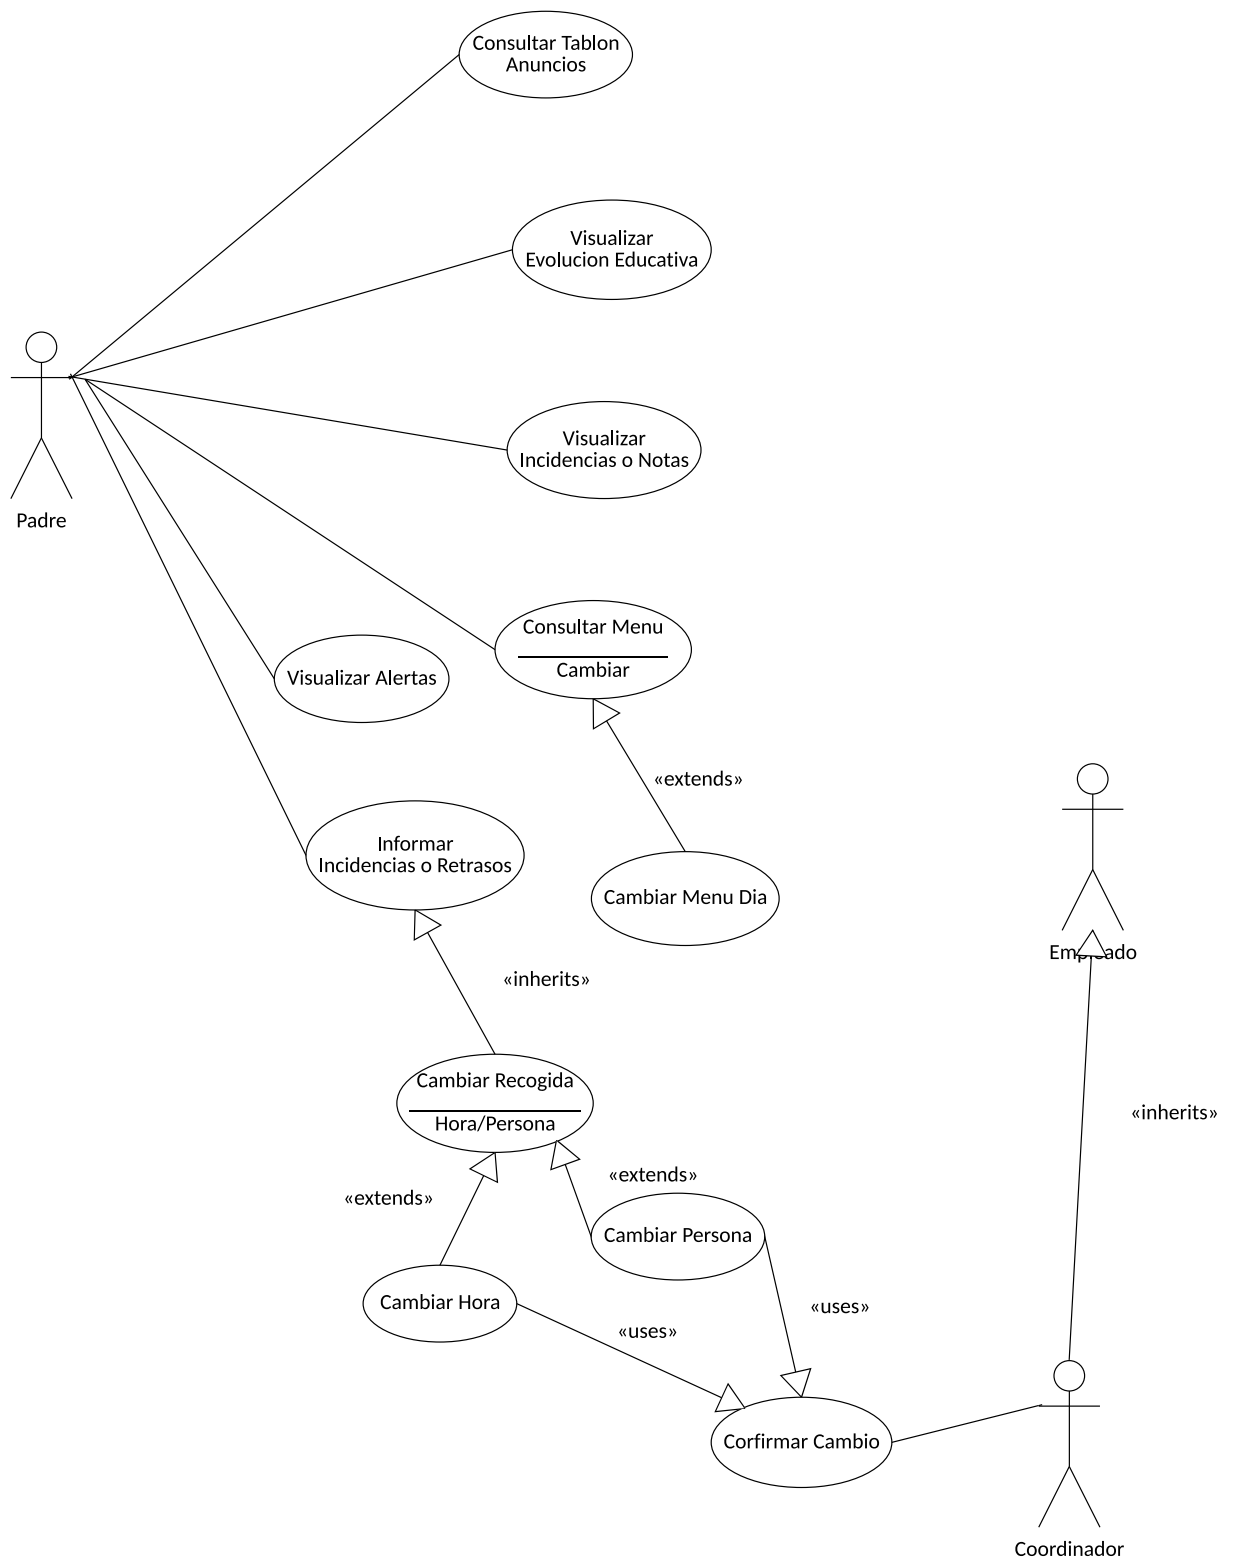 Consultar Tablon
Anuncios
Visualizar
Evolucion Educativa
Visualizar
Incidencias o Notas
Padre
Consultar Menu
Cambiar
Visualizar Alertas
«extends»
Informar
Incidencias o Retrasos
Cambiar Menu Dia
Empleado
«inherits»
Cambiar Recogida
Hora/Persona
«inherits»
«extends»
«extends»
Cambiar Persona
Cambiar Hora
«uses»
«uses»
Corfirmar Cambio
Coordinador